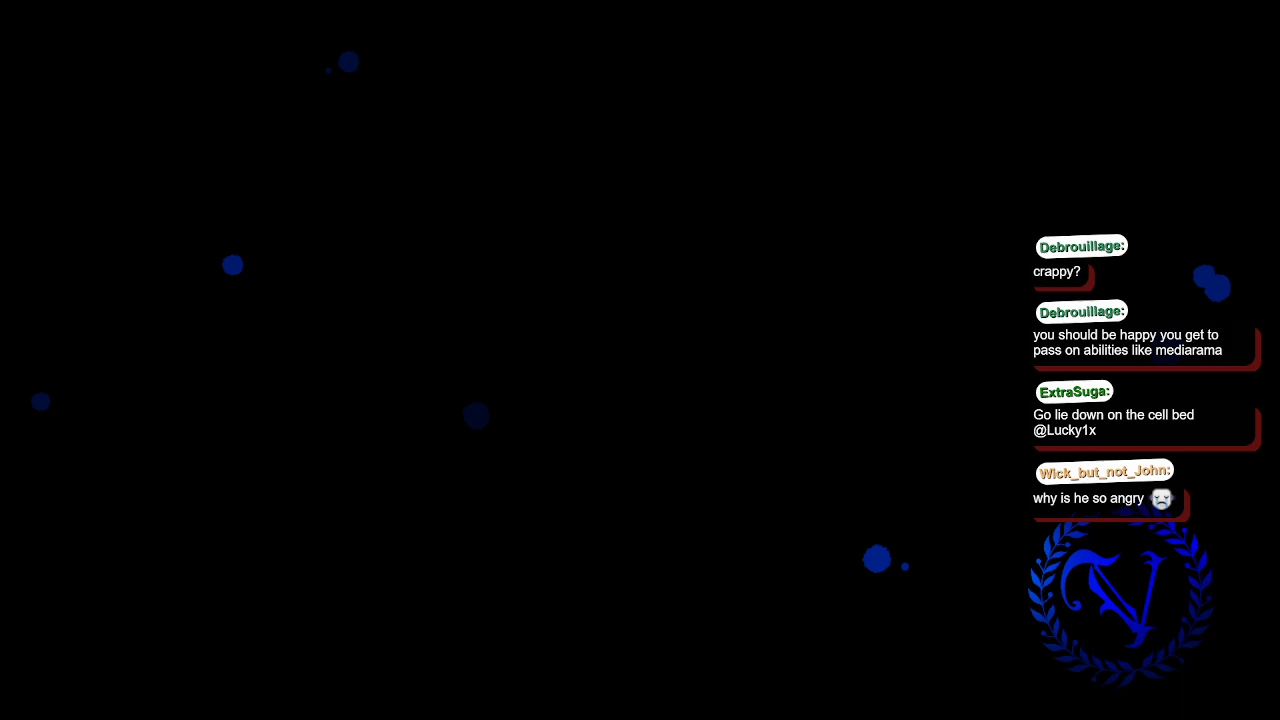 Debrouillage:
crappy?
Debrouillage:
you should be happy you get to
pass on abilities like mediarama
ExtraSuga:
Go lie down on the cell bed
@Lucky1x
Wick_but_not_John:
why is he so angry
V